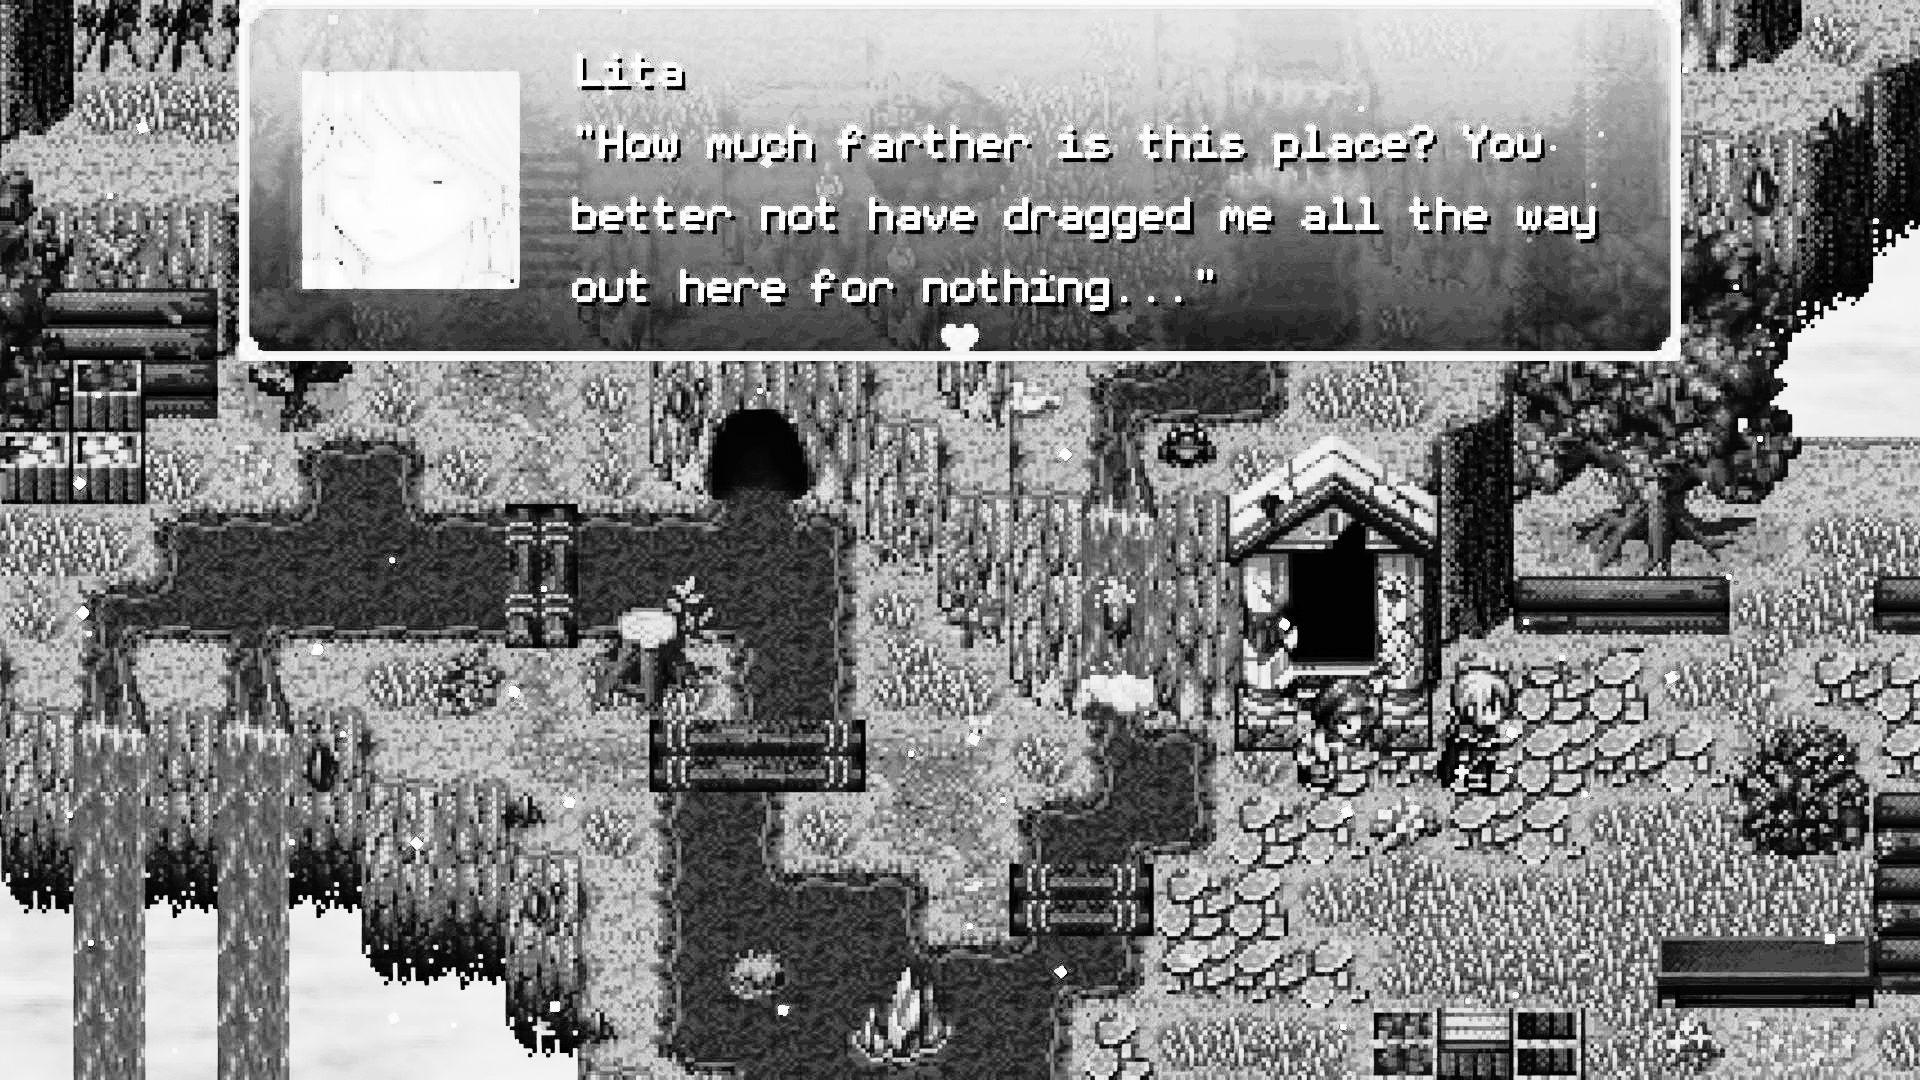 Lita
"How much farther is this place? You
better not have dragged me all the way
out here for nothing..."